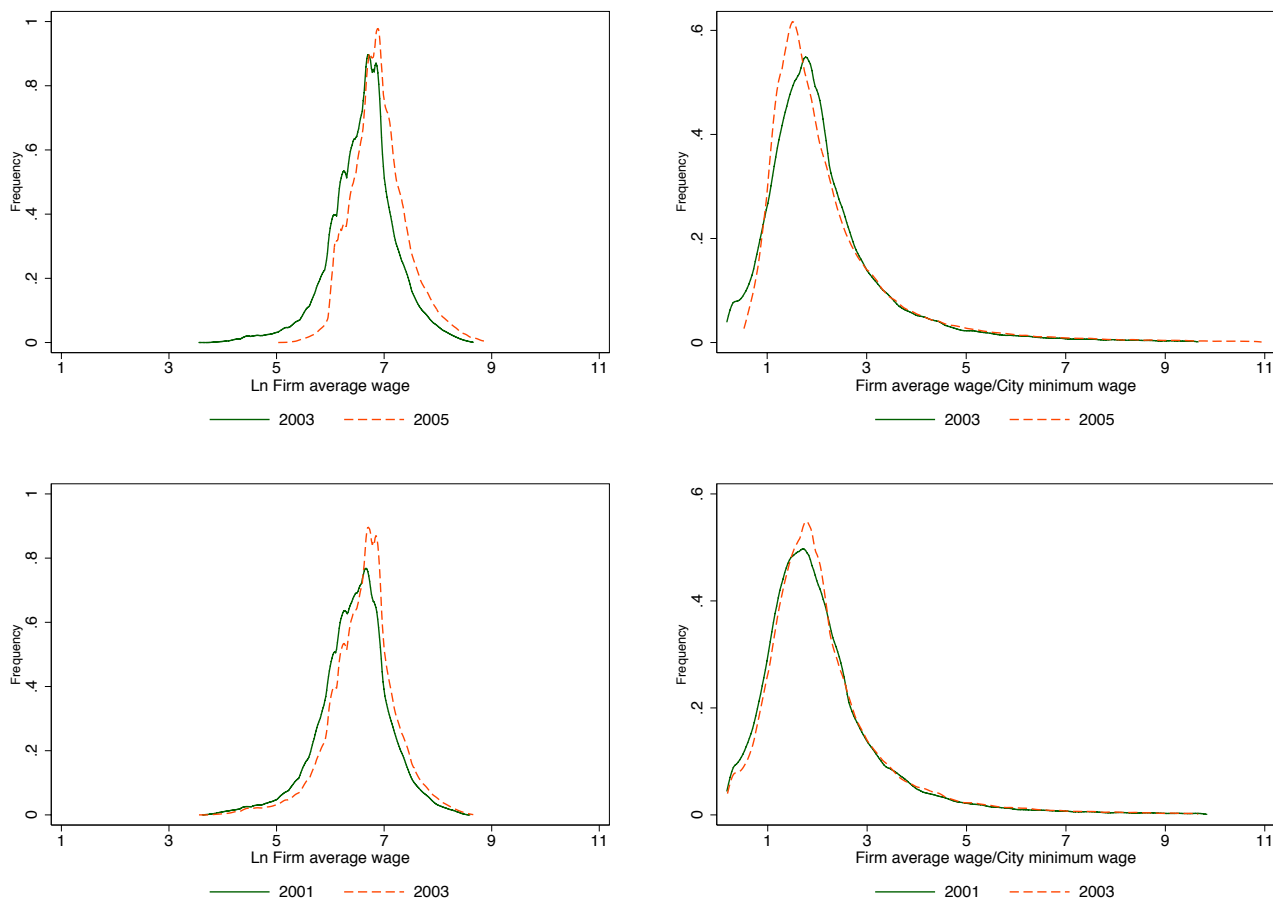 Frequency
0 .2 .4 .6 .8 1
1 3 5 7 9 11
Ln Firm average wage
2003 2005
Frequency
0 .2 .4 .6
1 3 5 7 9 11
Firm average wage/City minimum wage
2003 2005
Frequency
0 .2 .4 .6 .8 1
1 3 5 7 9 11
Ln Firm average wage
2001 2003
Frequency
0 .2 .4 .6
1 3 5 7 9 11
Firm average wage/City minimum wage
2001 2003